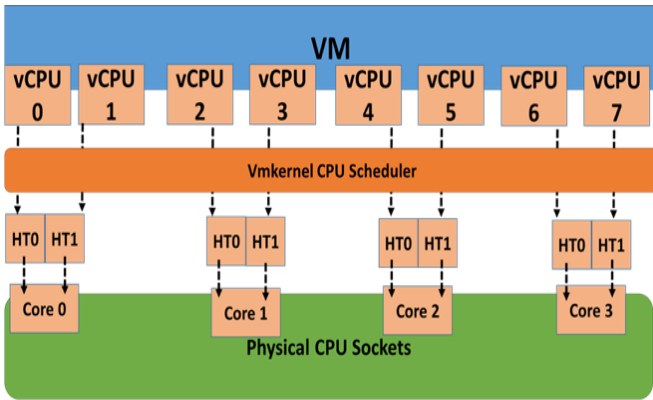 VM
vCPU 0
vCPU 1
vCPU 2
vCPU 3
vCPU 4
vCPU 5
vCPU 6
vCPU 7
Vmkernel CPU Scheduler
HT0 HT1
HT0 HT1
HT0 HT1
HT0 HT1
Core 0
Core 1
Core 2
Core 3
Physical CPU Sockets